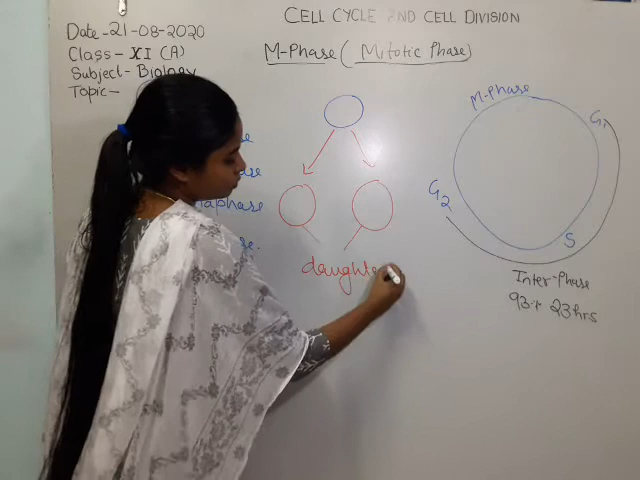 CELL CYCLE AND CELL DIVISION
Date-21-08-2020
Class- XI (A)
Subject- Biology
Topic-
M-Phase (Mitotic Phase)
M-Phase
G1
G2
S
Inter-Phase
93% 23hrs
daughte